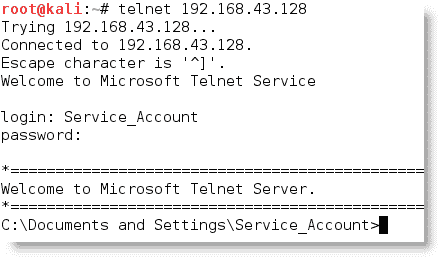 root@kali:~# telnet 192.168.43.128
Trying 192.168.43.128...
Connected to 192.168.43.128.
Escape character is '^]'.
Welcome to Microsoft Telnet Service
login: Service_Account
password:
*===============================================
Welcome to Microsoft Telnet Server.
*===============================================
C:\Documents and Settings\Service_Account>